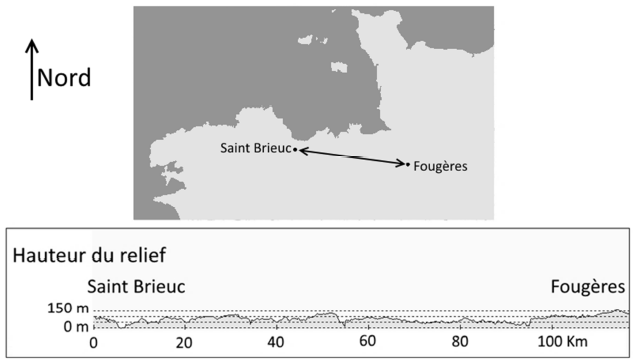 Nord
Saint Brieuc
Fougères
Hauteur du relief
Saint Brieuc Fougères
150 m
0 m
0 20 40 60 80 100 Km